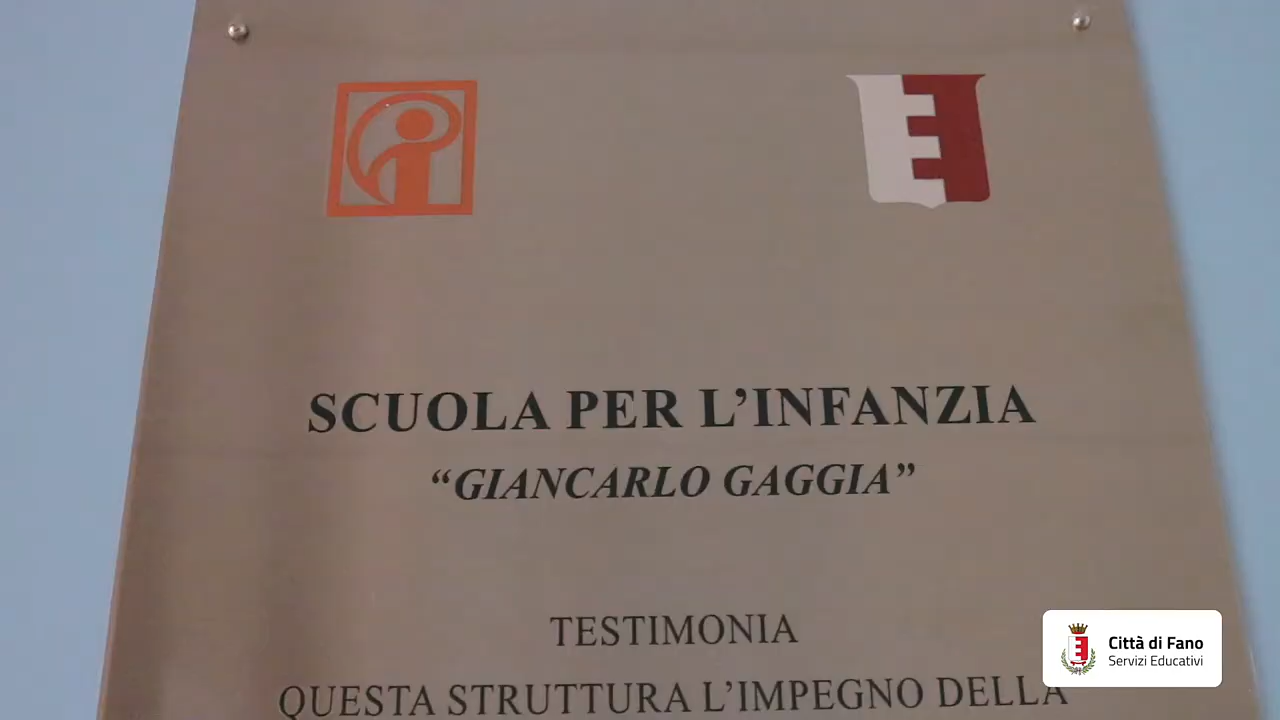 SCUOLA PER L’INFANZIA
“GIANCARLO GAGGIA”
TESTIMONIA
QUESTA STRUTTURA L’IMPEGNO DELLA
Città di Fano
Servizi Educativi